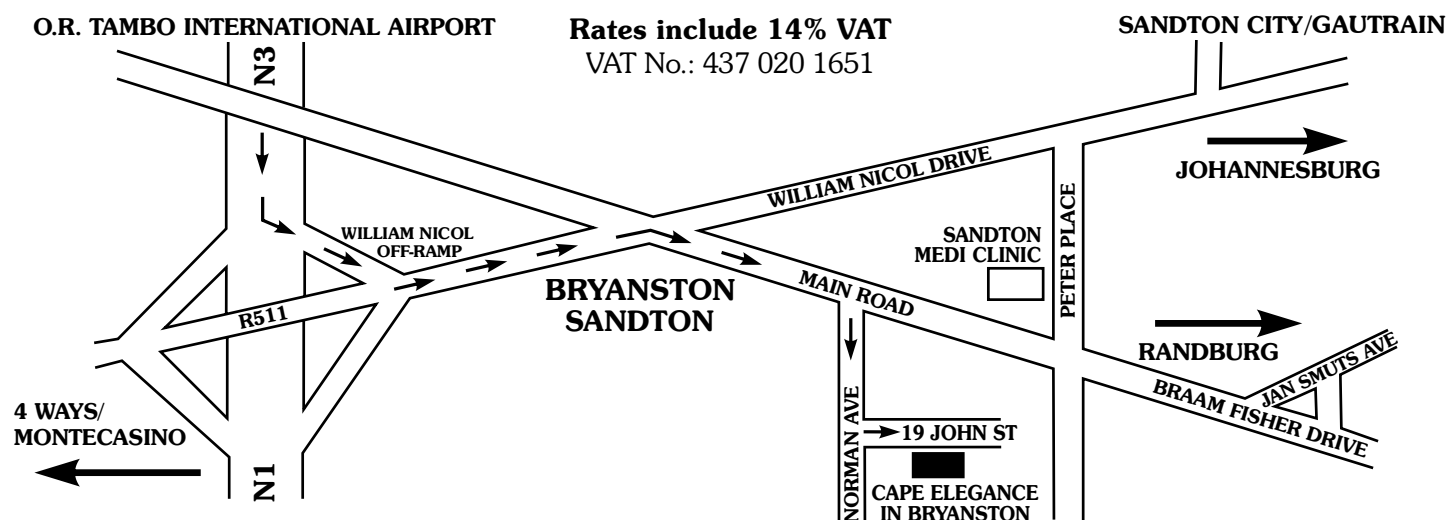 O.R. TAMBO INTERNATIONAL AIRPORT
Rates include 14% VAT
VAT No.: 437 020 1651
SANDTON CITY/GAUTRAIN
N3
JOHANNESBURG
WILLIAM NICOL DRIVE
WILLIAM NICOL
OFF-RAMP
SANDTON
MEDI CLINIC
PETER PLACE
BRYANSTON
SANDTON
MAIN ROAD
R511
RANDBURG
JAN SMUTS AVE
BRAAM FISHER DRIVE
4 WAYS/
MONTECASINO
N1
NORMAN AVE
19 JOHN ST
CAPE ELEGANCE
IN BRYANSTON